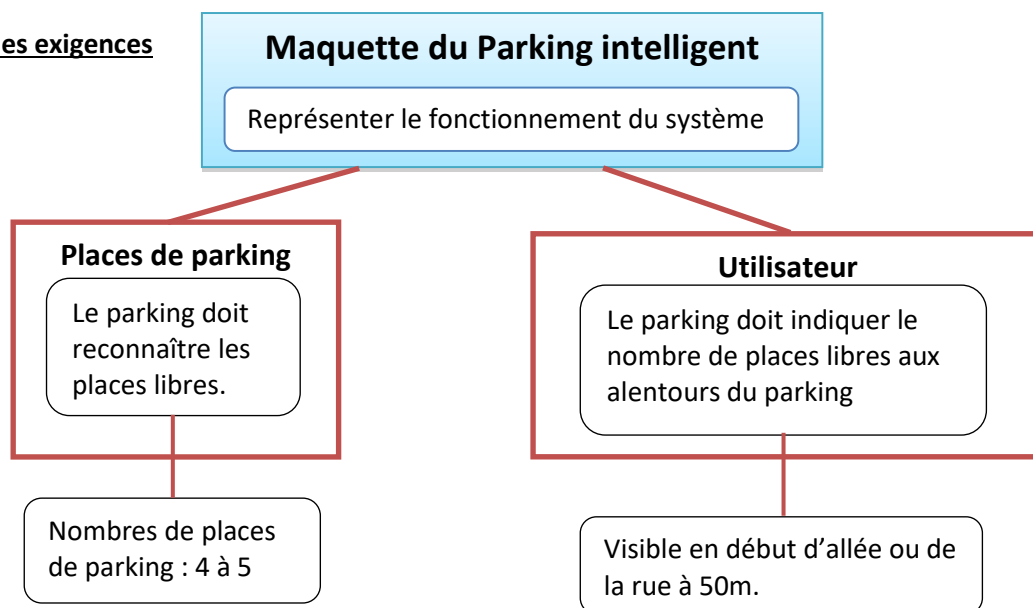 es exigences
Maquette du Parking intelligent
Représenter le fonctionnement du système
Places de parking
Le parking doit
reconnaître les
places libres.
Nombres de places
de parking : 4 à 5
Utilisateur
Le parking doit indiquer le
nombre de places libres aux
alentours du parking
Visible en début d’allée ou de
la rue à 50m.